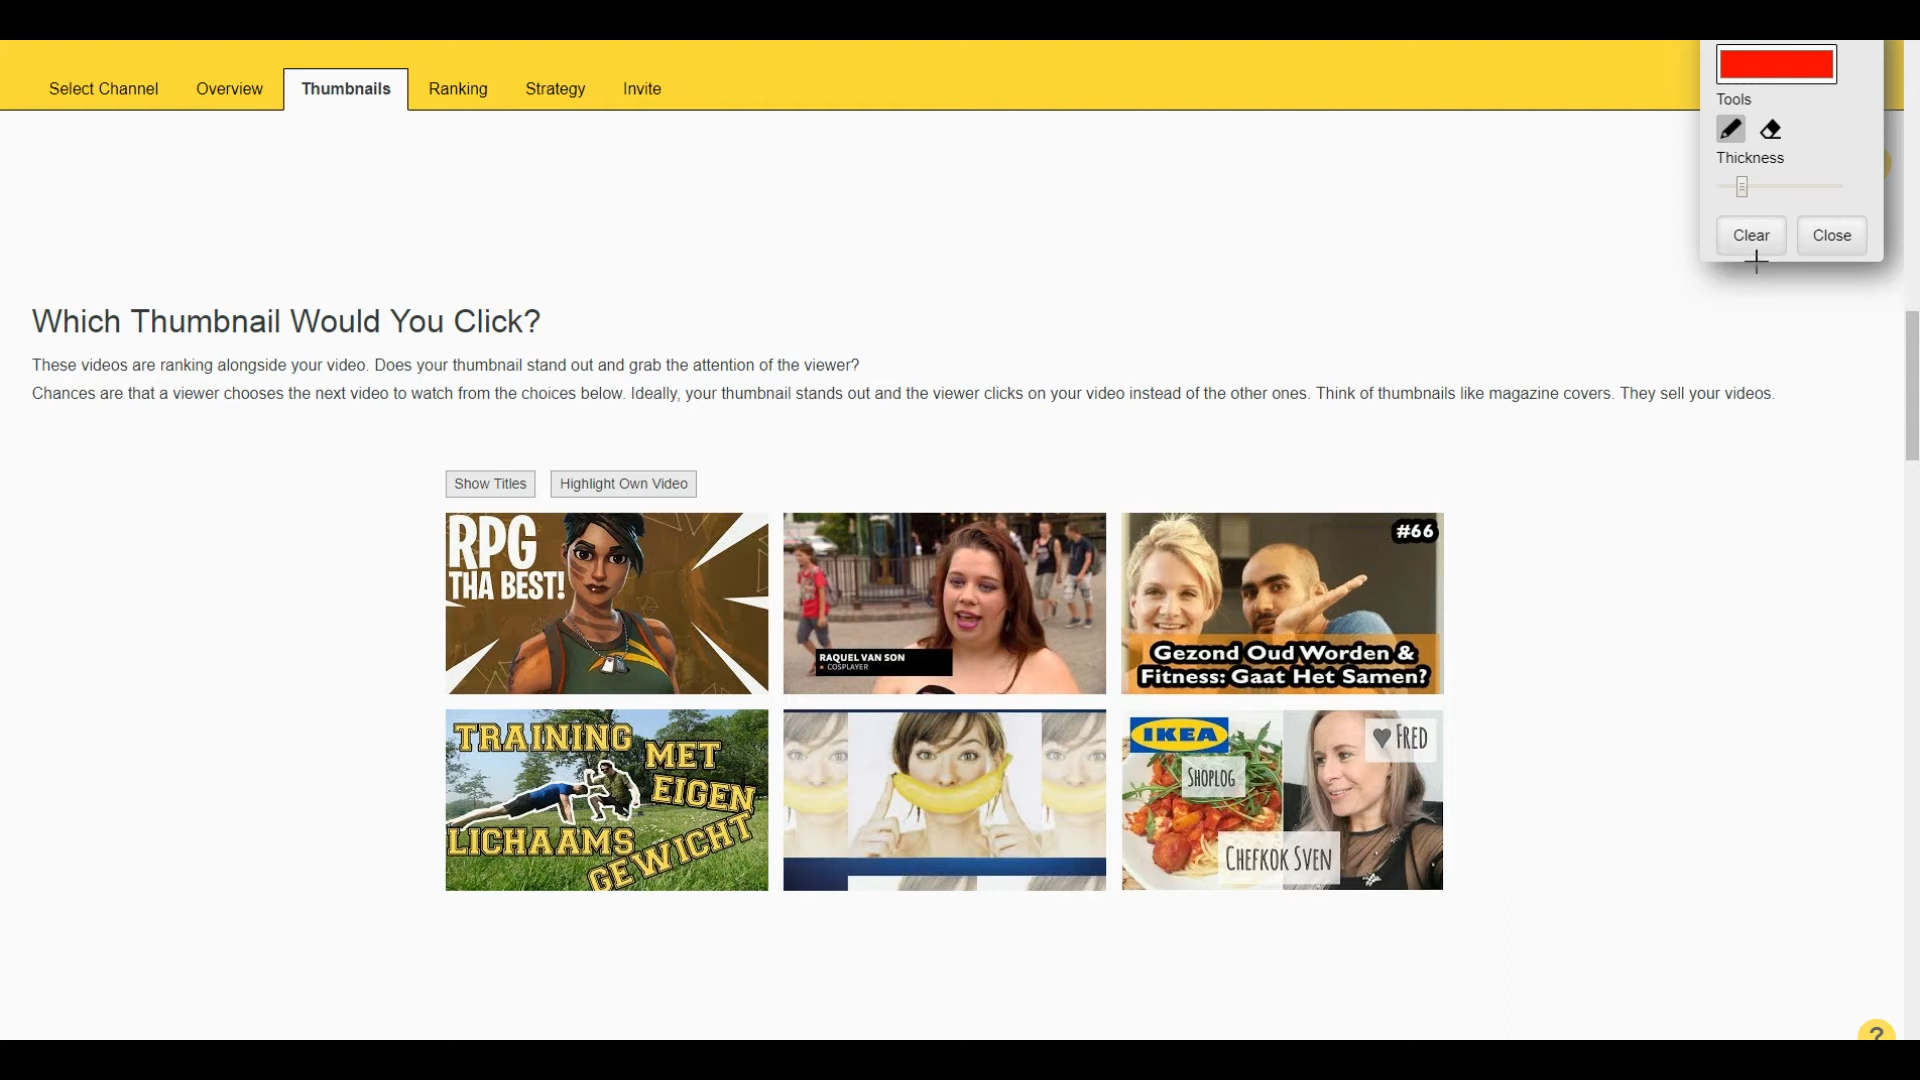 Select Channel Overview Thumbnails Ranking Strategy Invite
Tools
Thickness
Clear Close
Which Thumbnail Would You Click?
These videos are ranking alongside your video. Does your thumbnail stand out and grab the attention of the viewer?
Chances are that a viewer chooses the next video to watch from the choices below. Ideally, your thumbnail stands out and the viewer clicks on your video instead of the other ones. Think of thumbnails like magazine covers. They sell your videos.
Show Titles Highlight Own Video
RPG
THA BEST!
RAQUEL VAN SON
COSPLAYER
#66
Gezond Oud Worden &
Fitness: Gaat Het Samen?
TRAINING
MET
EIGEN
LICHAAMS
GEWICHT
IKEA
FRED
SHOPLOG
CHEFKOK SVEN
?